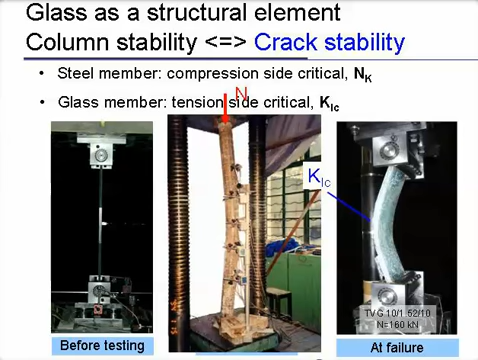 Glass as a structural element
Column stability <=> Crack stability
• Steel member: compression side critical, NK
• Glass member: tension side critical, KIc
N
KIc
TVG 10/1.52/10
N=160 kN
Before testing
At failure